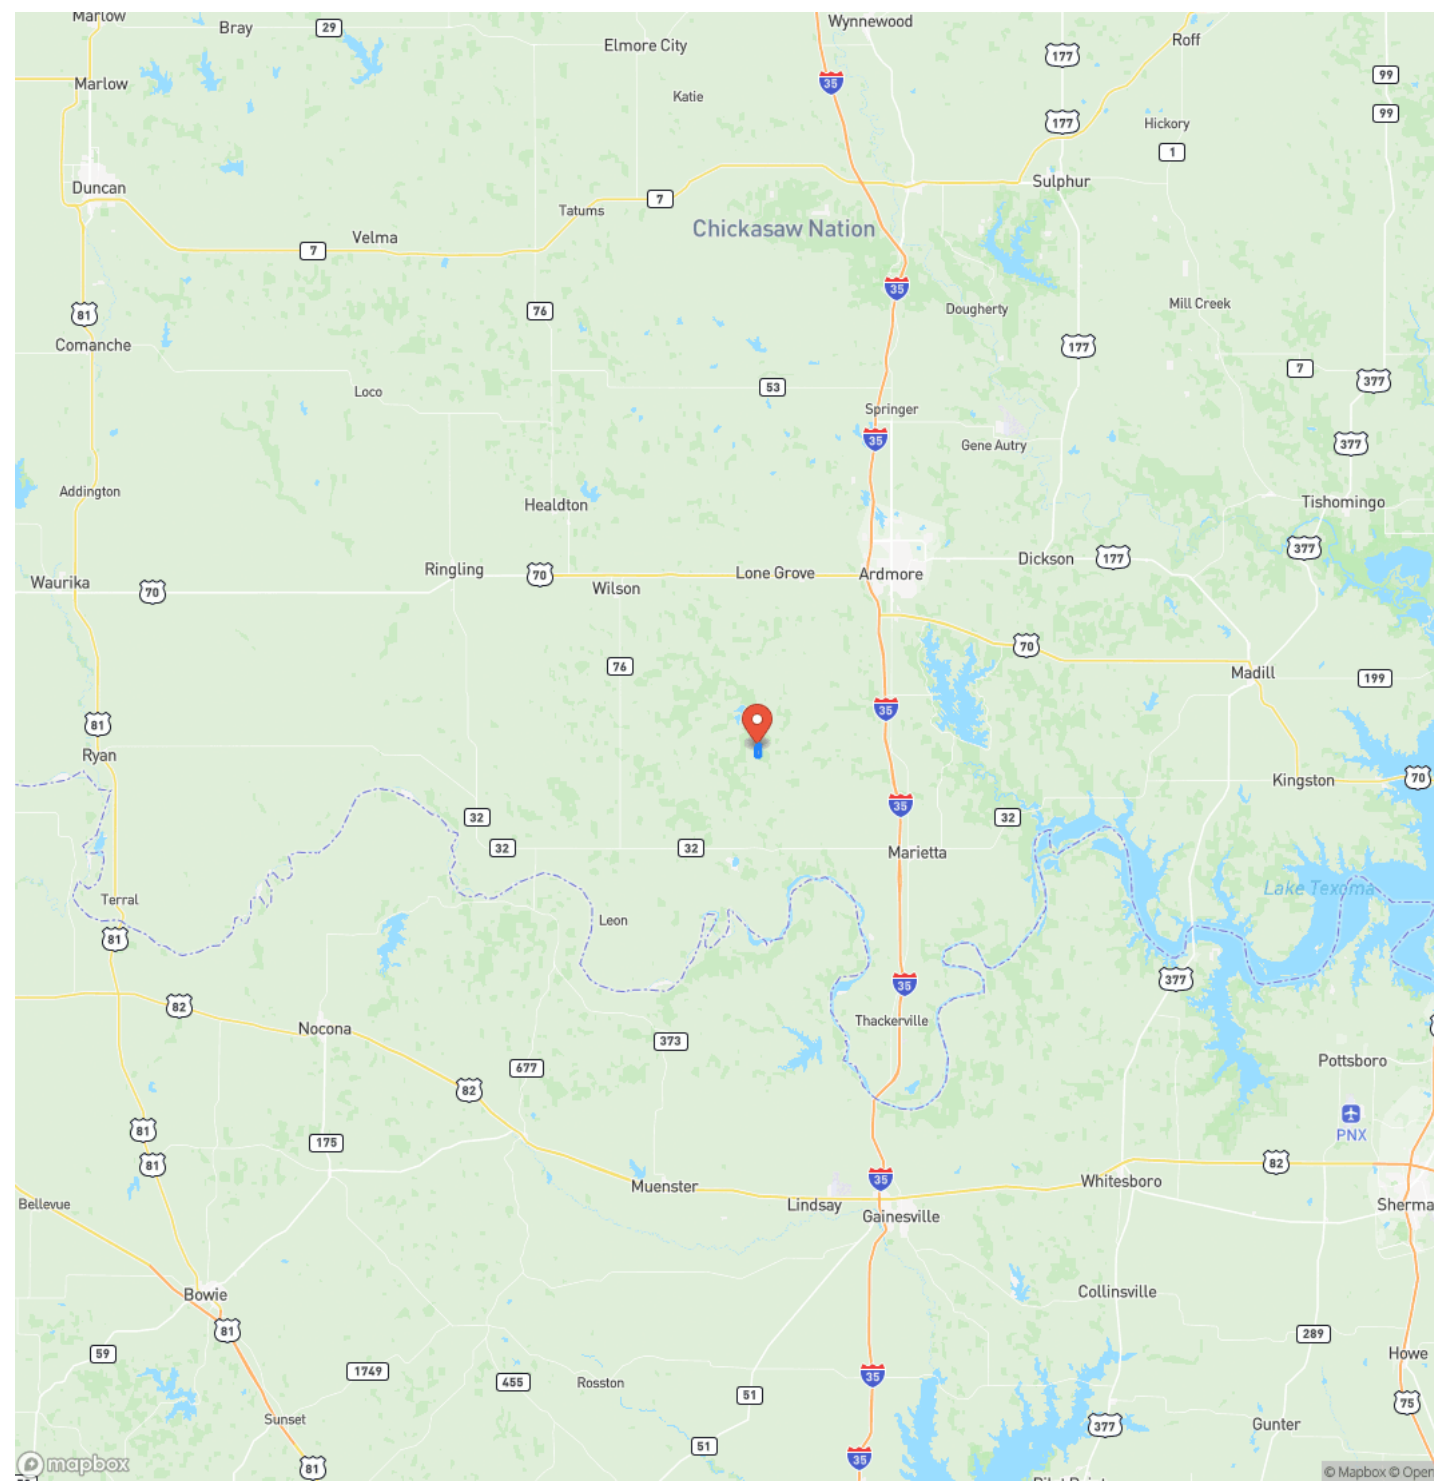 Marlow
Bray
29
Wynnewood
Elmore City
Roff
177
35
99
Marlow
Katie
99
177
Hickory
1
Duncan
Sulphur
7
Tatums
Chickasaw Nation
Velma
7
35
Mill Creek
Dougherty
76
81
Comanche
177
7
377
53
Loco
Springer
35
Gene Autry
377
Addington
Healdton
Tishomingo
377
Dickson
177
Ringling
70
Lone Grove
Ardmore
Waurika
70
Wilson
70
76
Madill
199
35
81
Ryan
Kingston
70
35
32
32
32
32
Marietta
Lake Texoma
Terral
Leon
81
377
35
82
Thackerville
Nocona
373
Pottsboro
677
82
PNX
81
175
82
81
35
Whitesboro
Muenster
Bellevue
Lindsay
Sherma
Gainesville
Collinsville
Bowie
81
289
59
Howe
1749
35
455
Rosston
51
75
Sunset
377
Gunter
51
35
mapbox
81
© Mapbox © Open